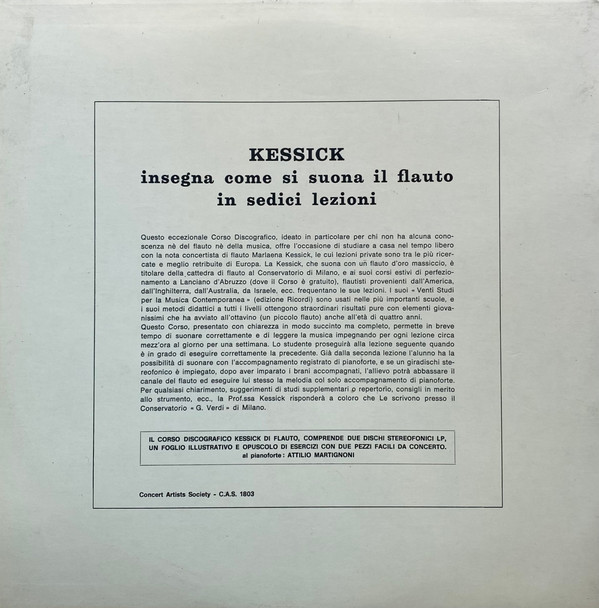 KESSICK
insegna come si suona il flauto
in sedici lezioni
Questo eccezionale Corso Discografico, ideato in particolare per chi non ha alcuna cono-
scenza nè del flauto nè della musica, offre l'occasione di studiare a casa nel tempo libero
con la nota concertista di flauto Marlaena Kessick, le cui lezioni private sono tra le più ricer-
cate e meglio retribuite di Europa. La Kessick, che suona con un flauto d'oro massiccio, è
titolare della cattedra di flauto al Conservatorio di Milano, e ai suoi corsi estivi di perfezio-
namento a Lanciano d'Abruzzo (dove il Corso è gratuito), flautisti provenienti dall'America,
dall'Inghilterra, dall'Australia, da Israele, ecc. frequentano le sue lezioni. I suoi « Venti Studi
per la Musica Contemporanea » (edizione Ricordi) sono usati nelle più importanti scuole, e
i suoi metodi didattici a tutti i livelli ottengono straordinari risultati pure con elementi giova-
nissimi che ha avviato all'ottavino (un piccolo flauto) anche all'età di quattro anni.
Questo Corso, presentato con chiarezza in modo succinto ma completo, permette in breve
tempo di suonare correttamente e di leggere la musica impegnando per ogni lezione circa
mezz'ora al giorno per una settimana. Lo studente proseguirà alla lezione seguente quando
è in grado di eseguire correttamente la precedente. Già dalla seconda lezione l'alunno ha la
possibilità di suonare con l'accompagnamento registrato di pianoforte, e se un giradischi ste-
reofonico è impiegato, dopo aver imparato i brani accompagnati, l'allievo potrà abbassare il
canale del flauto ed eseguire lui stesso la melodia col solo accompagnamento di pianoforte.
Per qualsiasi chiarimento, suggerimenti di studi supplementari o repertorio, consigli in merito
allo strumento, ecc., la Prof.ssa Kessick risponderà a coloro che Le scrivono presso il
Conservatorio « G. Verdi » di Milano.
IL CORSO DISCOGRAFICO KESSICK DI FLAUTO, COMPRENDE DUE DISCHI STEREOFONICI LP,
UN FOGLIO ILLUSTRATIVO E OPUSCOLO DI ESERCIZI CON DUE PEZZI FACILI DA CONCERTO.
al pianoforte: ATTILIO MARTIGNONI
Concert Artists Society - C.A.S. 1803